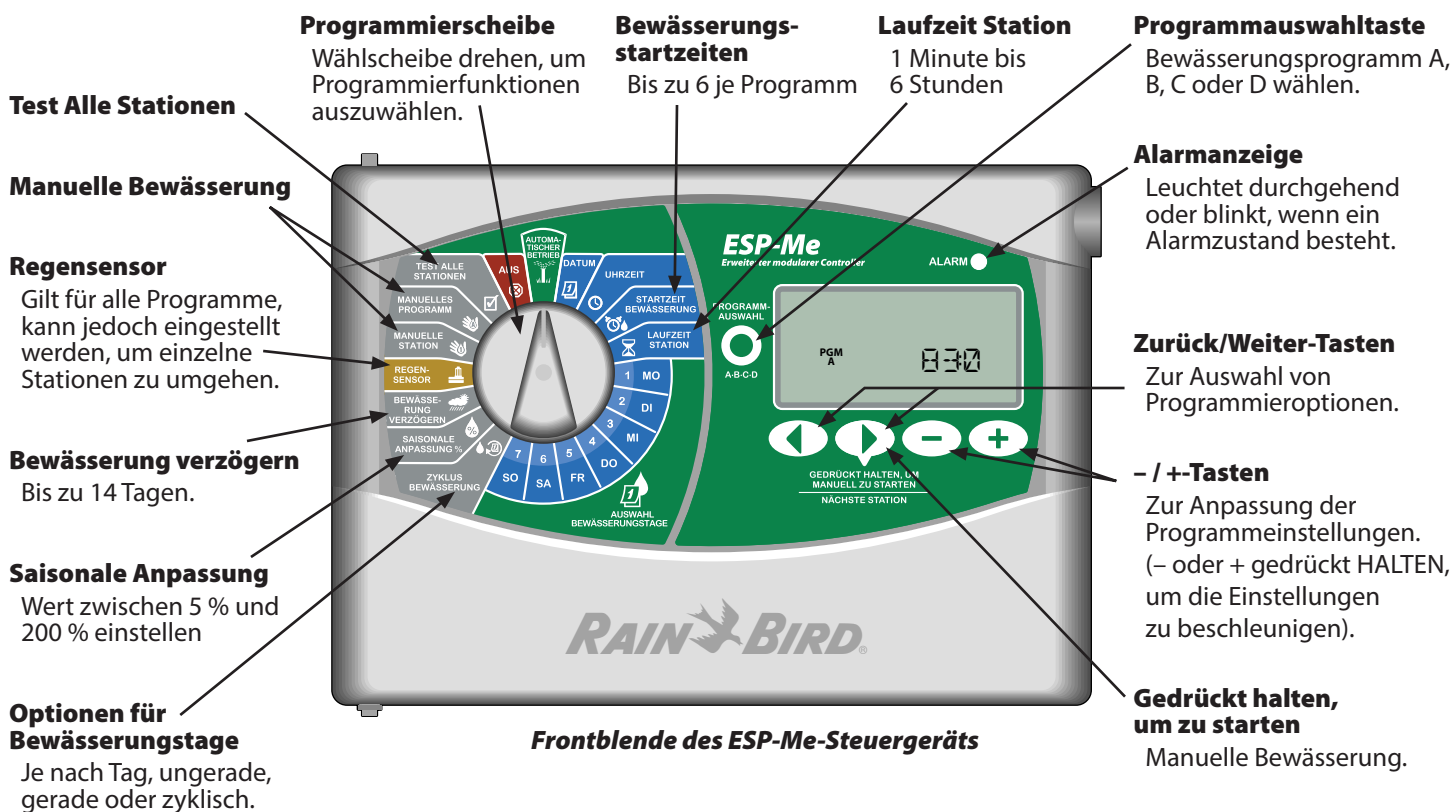 Programmierscheibe
Wählscheibe drehen, um
Programmierfunktionen
auszuwählen.
Bewässerungs-
startzeiten
Bis zu 6 je Programm
Laufzeit Station
1 Minute bis
6 Stunden
Programmauswahltaste
Bewässerungsprogramm A,
B, C oder D wählen.
Test Alle Stationen
Manuelle Bewässerung
Regensensor
Gilt für alle Programme,
kann jedoch eingestellt
werden, um einzelne
Stationen zu umgehen.
Bewässerung verzögern
Bis zu 14 Tagen.
Saisonale Anpassung
Wert zwischen 5 % und
200 % einstellen
Optionen für
Bewässerungstage
Je nach Tag, ungerade,
gerade oder zyklisch.
TEST ALLE
STATIONEN
MANUELLES
PROGRAMM
MANUELLE
STATION
REGEN-
SENSOR
BEWÄSSE-
RUNG
VERZÖGERN
SAISONALE
ANPASSUNG %
ZYKLUS
BEWÄSSERUNG
AUS
AUTOMA-
TISCHER
BETRIEB
DATUM
1
UHRZEIT
STARTZEIT
BEWÄSSERUNG
LAUFZEIT
STATION
1 MO
2 DI
3 MI
4 DO
5 FR
6 SA
7 SO
%
1
AUSWAHL
BEWÄSSERUNGSTAGE
ESP-Me
Erweiterter modularer Controller
ALARM
PROGRAMM-
AUSWAHL
A·B·C·D
PGM
A
8:30
− +
GEDRÜCKT HALTEN, UM
MANUELL ZU STARTEN
NÄCHSTE STATION
RAIN BIRD®
Frontblende des ESP-Me-Steuergeräts
Alarmanzeige
Leuchtet durchgehend
oder blinkt, wenn ein
Alarmzustand besteht.
Zurück/Weiter-Tasten
Zur Auswahl von
Programmieroptionen.
– / +-Tasten
Zur Anpassung der
Programmeinstellungen.
(– oder + gedrückt HALTEN,
um die Einstellungen
zu beschleunigen).
Gedrückt halten,
um zu starten
Manuelle Bewässerung.